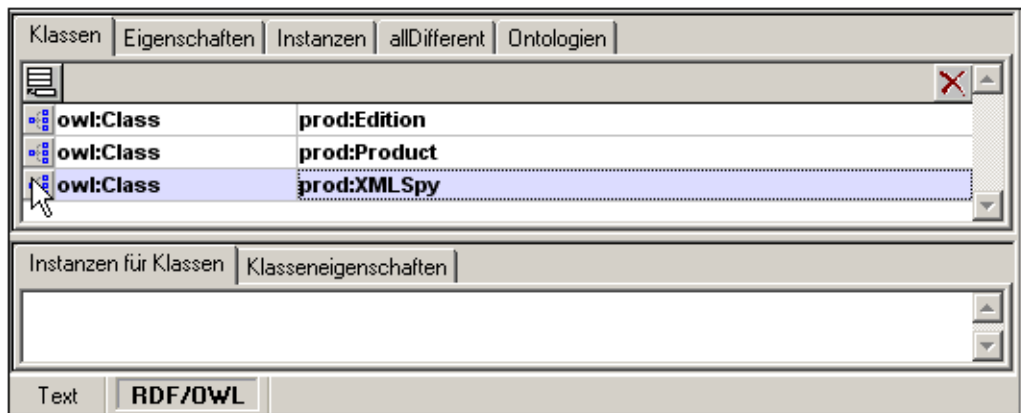 Klassen Eigenschaften Instanzen allDifferent Ontologien
owl:Class prod:Edition
owl:Class prod:Product
owl:Class prod:XMLSpy
Instanzen für Klassen Klasseneigenschaften
Text RDF/OWL